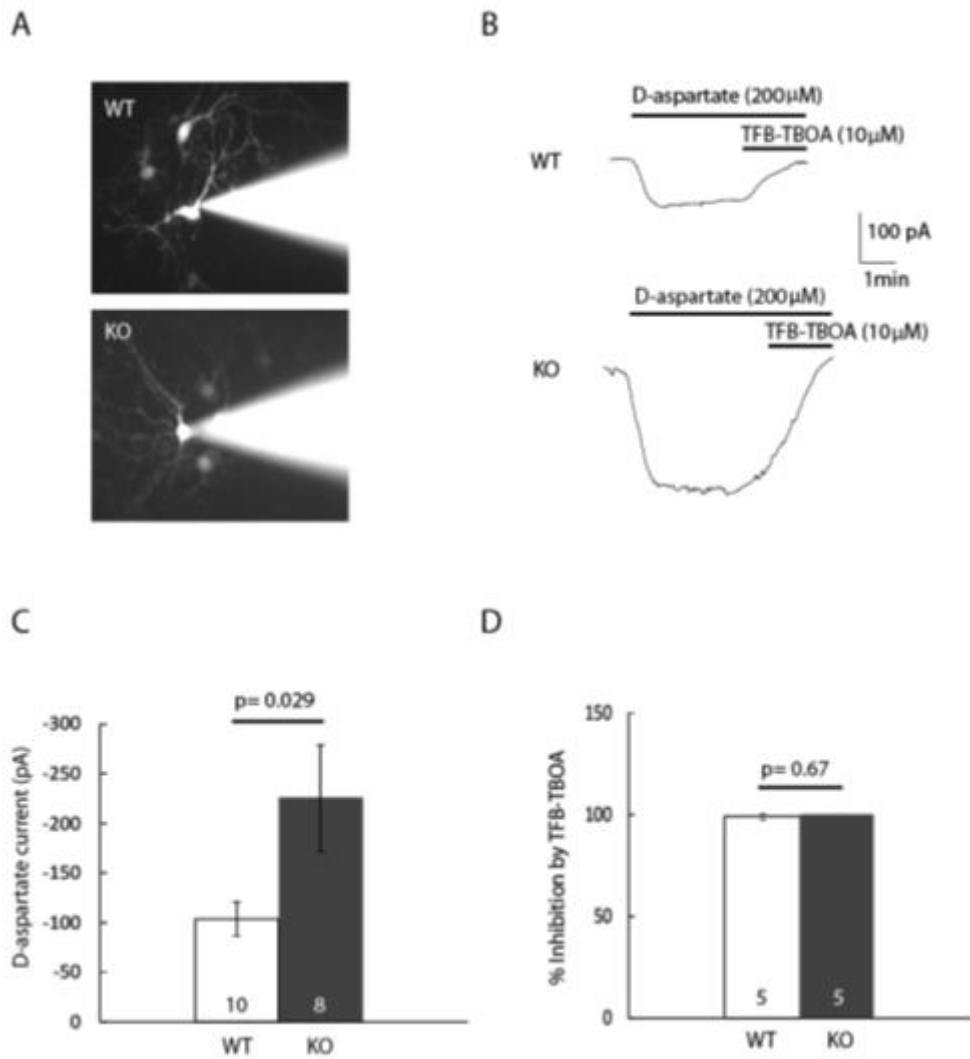 A
B
WT
KO
D-aspartate (200µM)
TFB-TBOA (10µM)
WT
100 pA
1min
D-aspartate (200µM)
TFB-TBOA (10µM)
KO
C
D
p= 0.029
D-aspartate current (pA)
-300
-250
-200
-150
-100
-50
0
10
8
WT
KO
p= 0.67
% Inhibition by TFB-TBOA
150
100
50
0
5
5
WT
KO